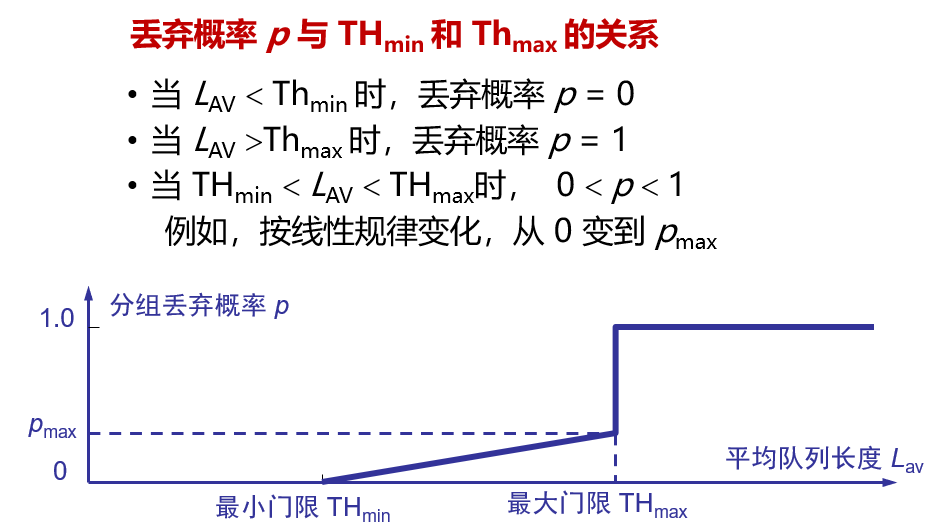 丢弃概率 p 与 THmin 和 Thmax 的关系
• 当 LAV < Thmin 时，丢弃概率 p = 0
• 当 LAV >Thmax 时，丢弃概率 p = 1
• 当 THmin < LAV < THmax时， 0 < p < 1
例如，按线性规律变化，从 0 变到 pmax
分组丢弃概率 p
1.0
pmax
0
平均队列长度 Lav
最小门限 THmin
最大门限 THmax